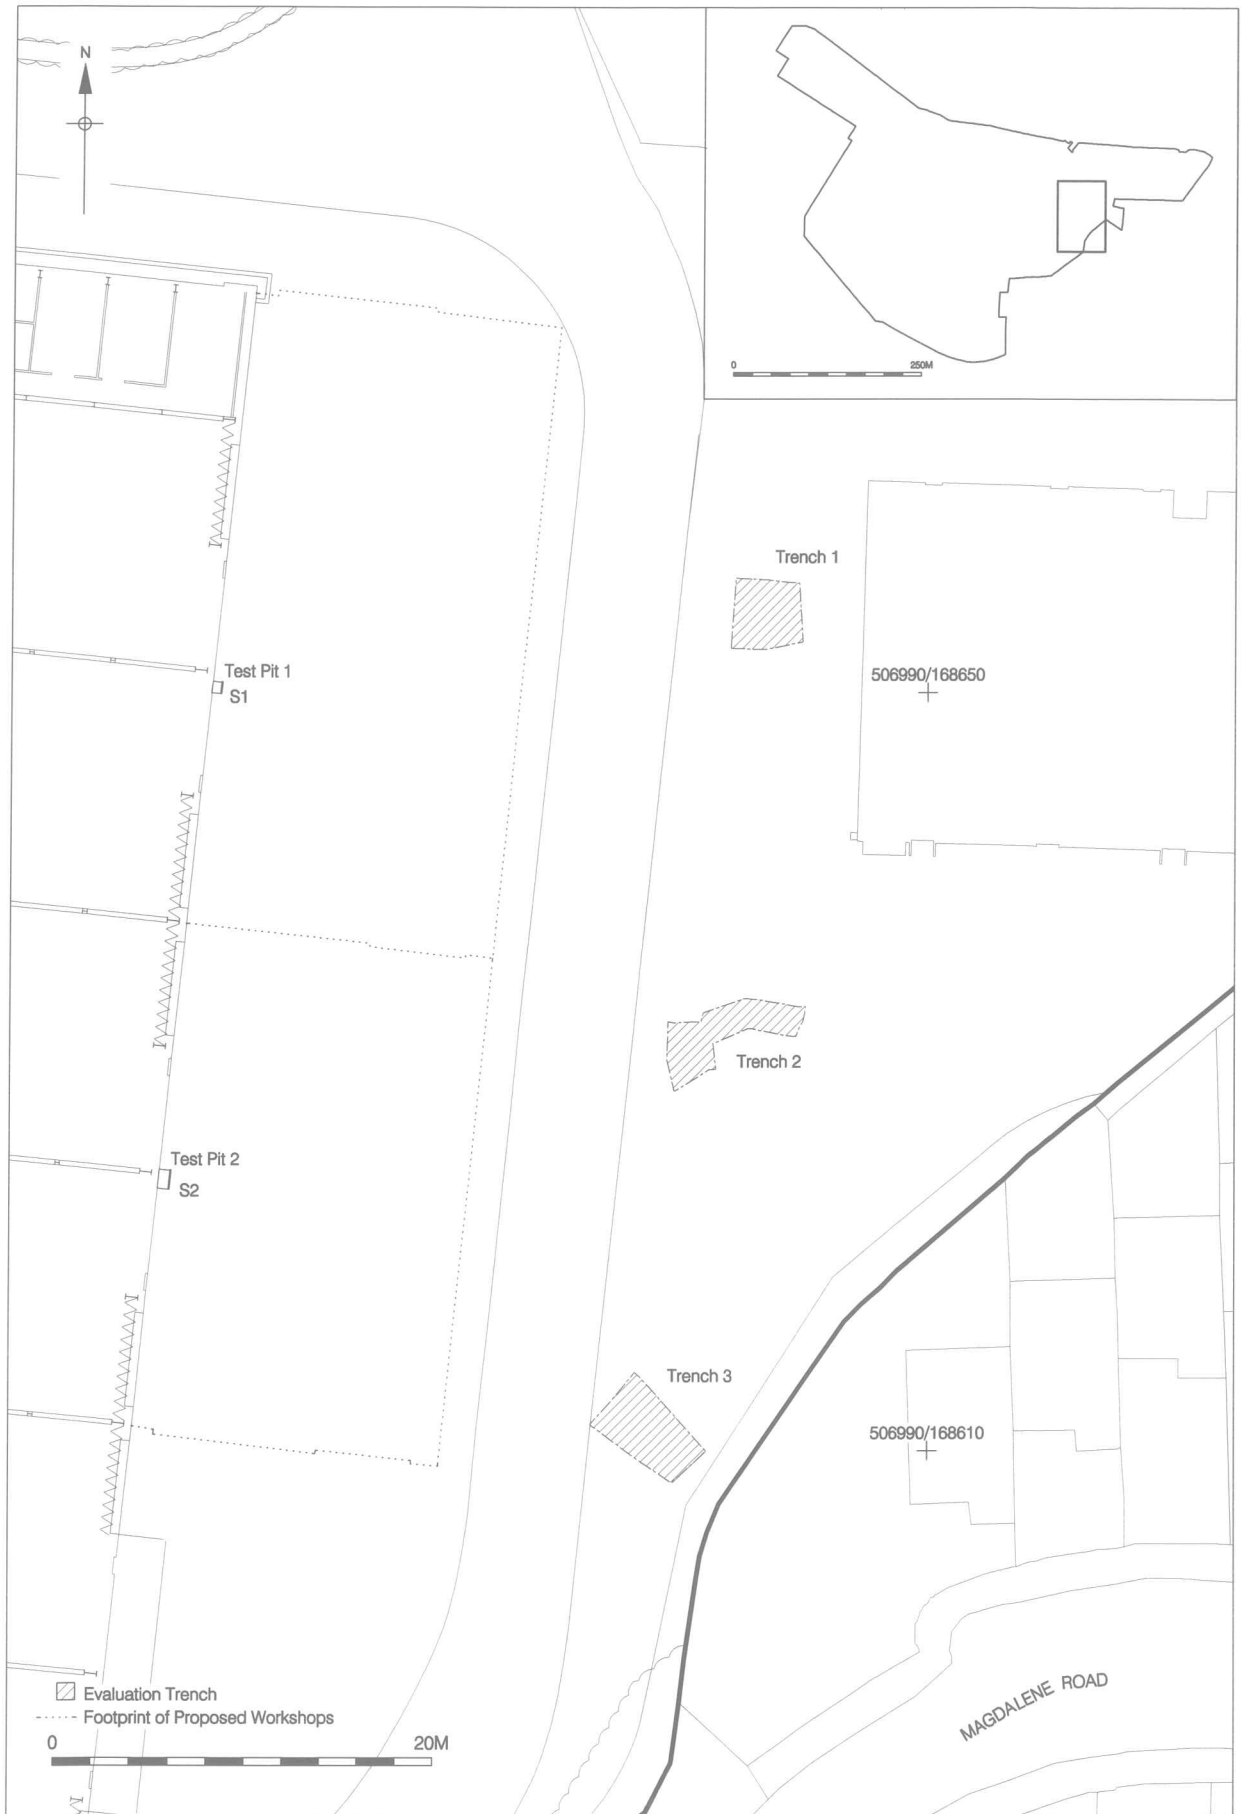 N
0
250M
Trench 1
Test Pit 1
S1
506990/168650
Trench 2
Test Pit 2
S2
Trench 3
506990/168610
MAGDALENE ROAD
Evaluation Trench
Footprint of Proposed Workshops
0
20M